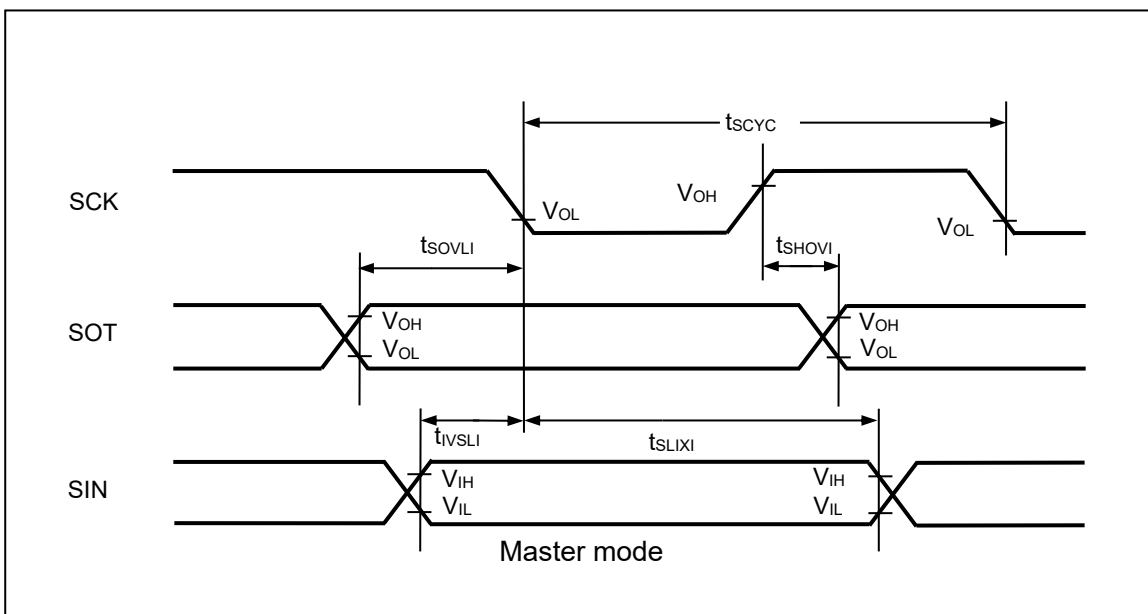 tSCYC
SCK
VOH
VOL
VOL
tSOVLI
tSHOVI
SOT
VOH
VOH
VOL
VOL
tIVSLI
tSLIXI
SIN
VIH
VIH
VIL
VIL
Master mode